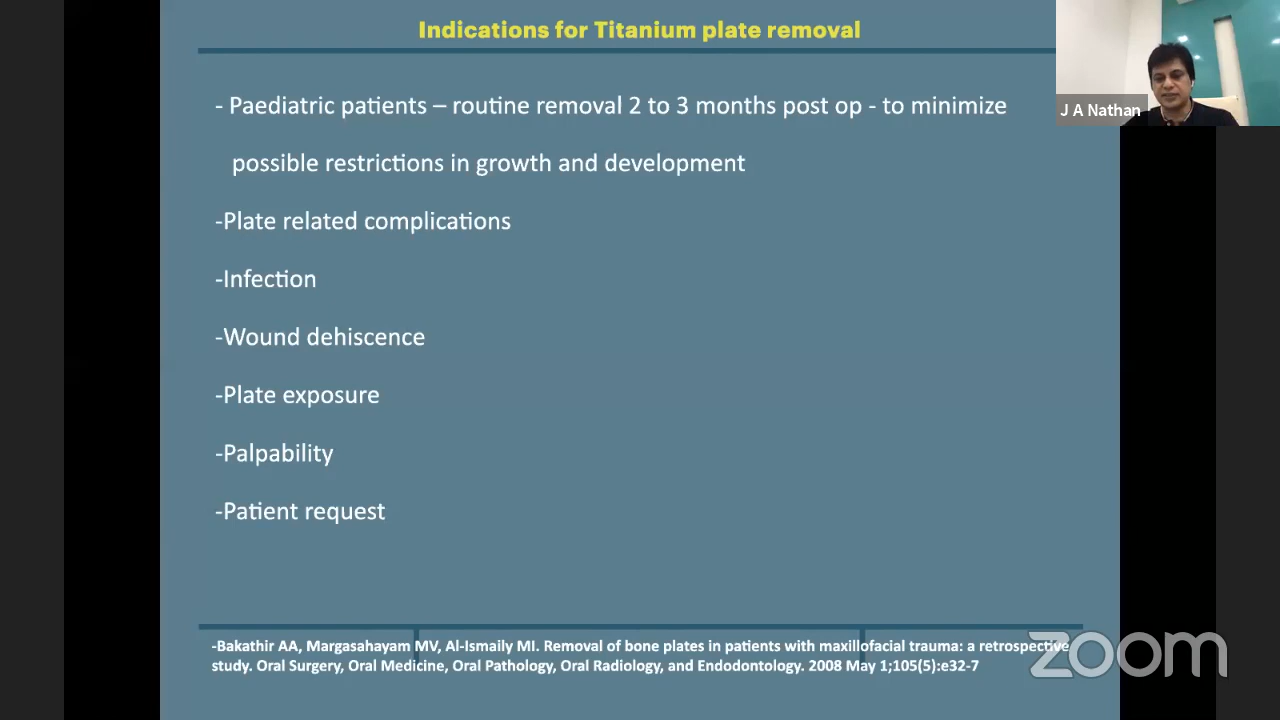 Indications for Titanium plate removal
J A Nathan
- Paediatric patients – routine removal 2 to 3 months post op - to minimize
possible restrictions in growth and development
-Plate related complications
-Infection
-Wound dehiscence
-Plate exposure
-Palpability
-Patient request
-Bakathir AA, Margasahayam MV, Al-Ismaily MI. Removal of bone plates in patients with maxillofacial trauma: a retrospective
study. Oral Surgery, Oral Medicine, Oral Pathology, Oral Radiology, and Endodontology. 2008 May 1;105(5):e32-7
zoom